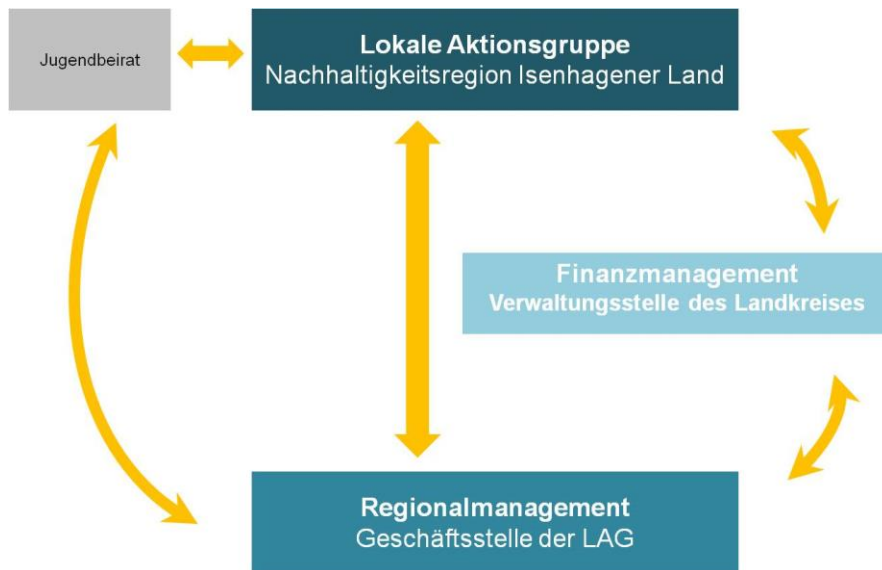 Jugendbeirat
Lokale Aktionsgruppe
Nachhaltigkeitsregion Isenhagener Land
Finanzmanagement
Verwaltungsstelle des Landkreises
Regionalmanagement
Geschäftsstelle der LAG